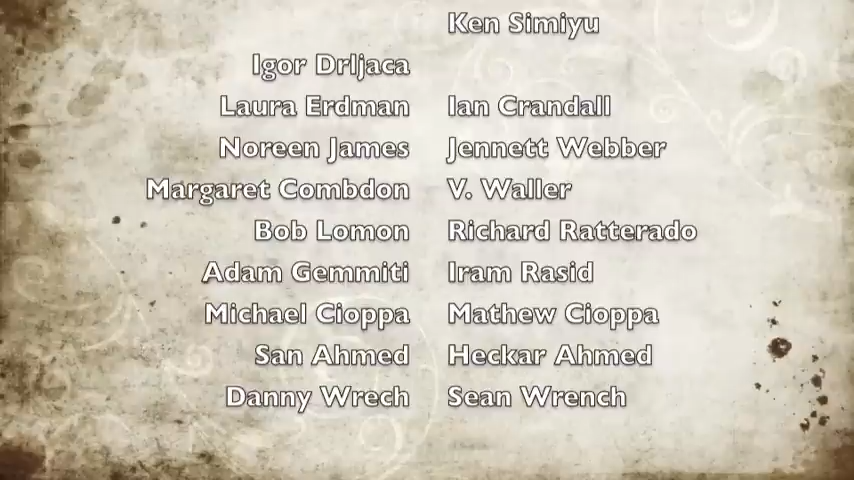 Ken Simiyu
Igor Drljaca
Laura Erdman Ian Crandall
Noreen James Jennett Webber
Margaret Combdon V. Waller
Bob Lomon Richard Ratterado
Adam Gemmiti Iram Rasid
Michael Cioppa Mathew Cioppa
San Ahmed Heckar Ahmed
Danny Wrech Sean Wrench